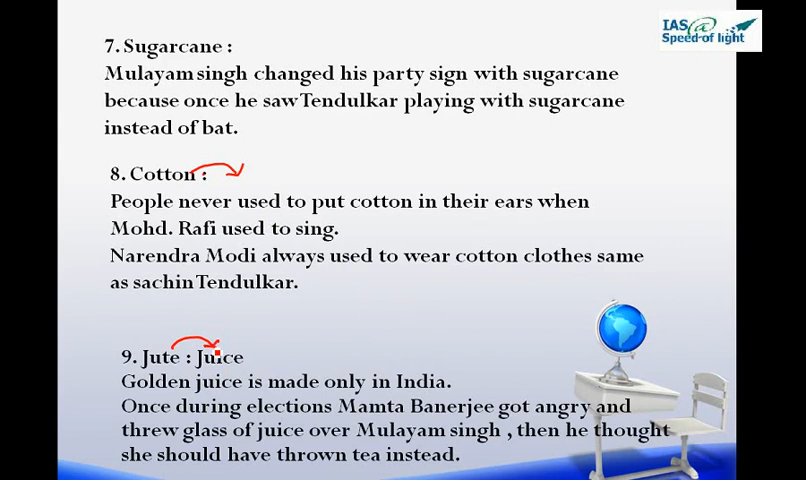 IAS@
Speed of light
7. Sugarcane :
Mulayam singh changed his party sign with sugarcane
because once he saw Tendulkar playing with sugarcane
instead of bat.
8. Cotton :
People never used to put cotton in their ears when
Mohd. Rafi used to sing.
Narendra Modi always used to wear cotton clothes same
as sachin Tendulkar.
9. Jute : Juice
Golden juice is made only in India.
Once during elections Mamta Banerjee got angry and
threw glass of juice over Mulayam singh , then he thought
she should have thrown tea instead.